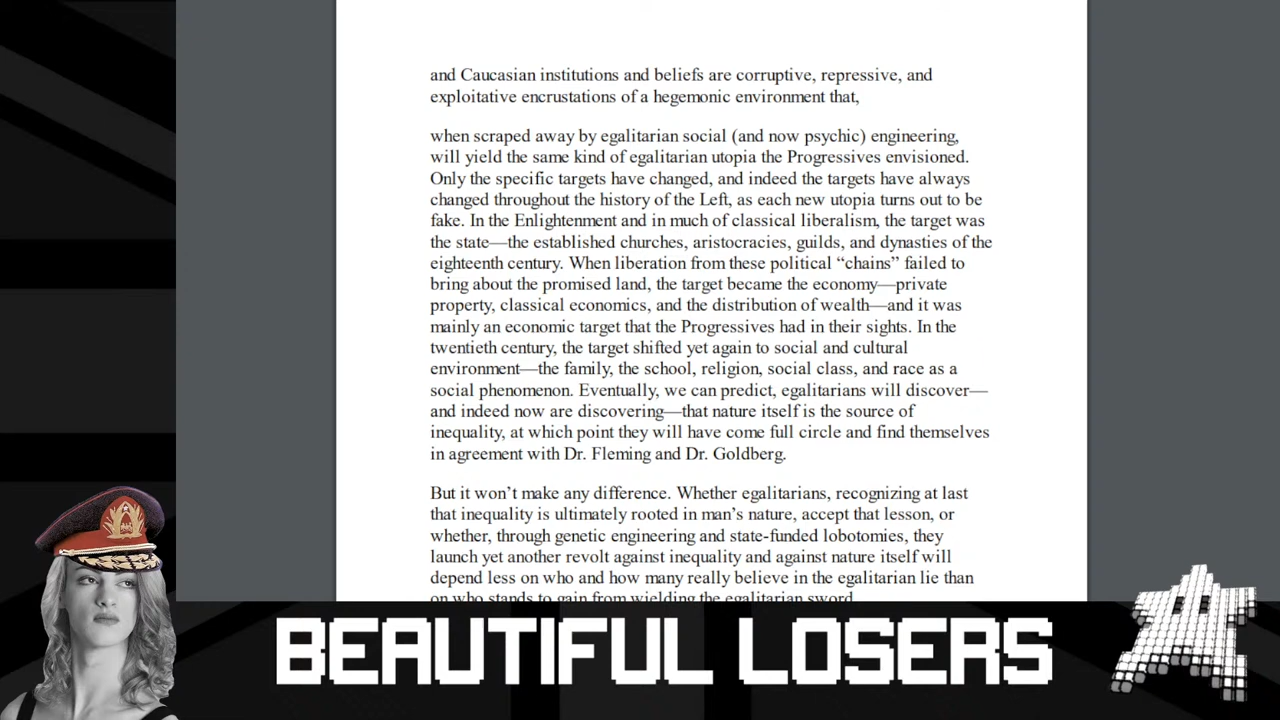 and Caucasian institutions and beliefs are corruptive, repressive, and
exploitative encrustations of a hegemonic environment that,
when scraped away by egalitarian social (and now psychic) engineering,
will yield the same kind of egalitarian utopia the Progressives envisioned.
Only the specific targets have changed, and indeed the targets have always
changed throughout the history of the Left, as each new utopia turns out to be
fake. In the Enlightenment and in much of classical liberalism, the target was
the state—the established churches, aristocracies, guilds, and dynasties of the
eighteenth century. When liberation from these political “chains” failed to
bring about the promised land, the target became the economy—private
property, classical economics, and the distribution of wealth—and it was
mainly an economic target that the Progressives had in their sights. In the
twentieth century, the target shifted yet again to social and cultural
environment—the family, the school, religion, social class, and race as a
social phenomenon. Eventually, we can predict, egalitarians will discover—
and indeed now are discovering—that nature itself is the source of
inequality, at which point they will have come full circle and find themselves
in agreement with Dr. Fleming and Dr. Goldberg.
But it won’t make any difference. Whether egalitarians, recognizing at last
that inequality is ultimately rooted in man’s nature, accept that lesson, or
whether, through genetic engineering and state-funded lobotomies, they
launch yet another revolt against inequality and against nature itself will
depend less on who and how many really believe in the egalitarian lie than
on who stands to gain from wielding the egalitarian sword.
BEAUTIFUL LOSERS